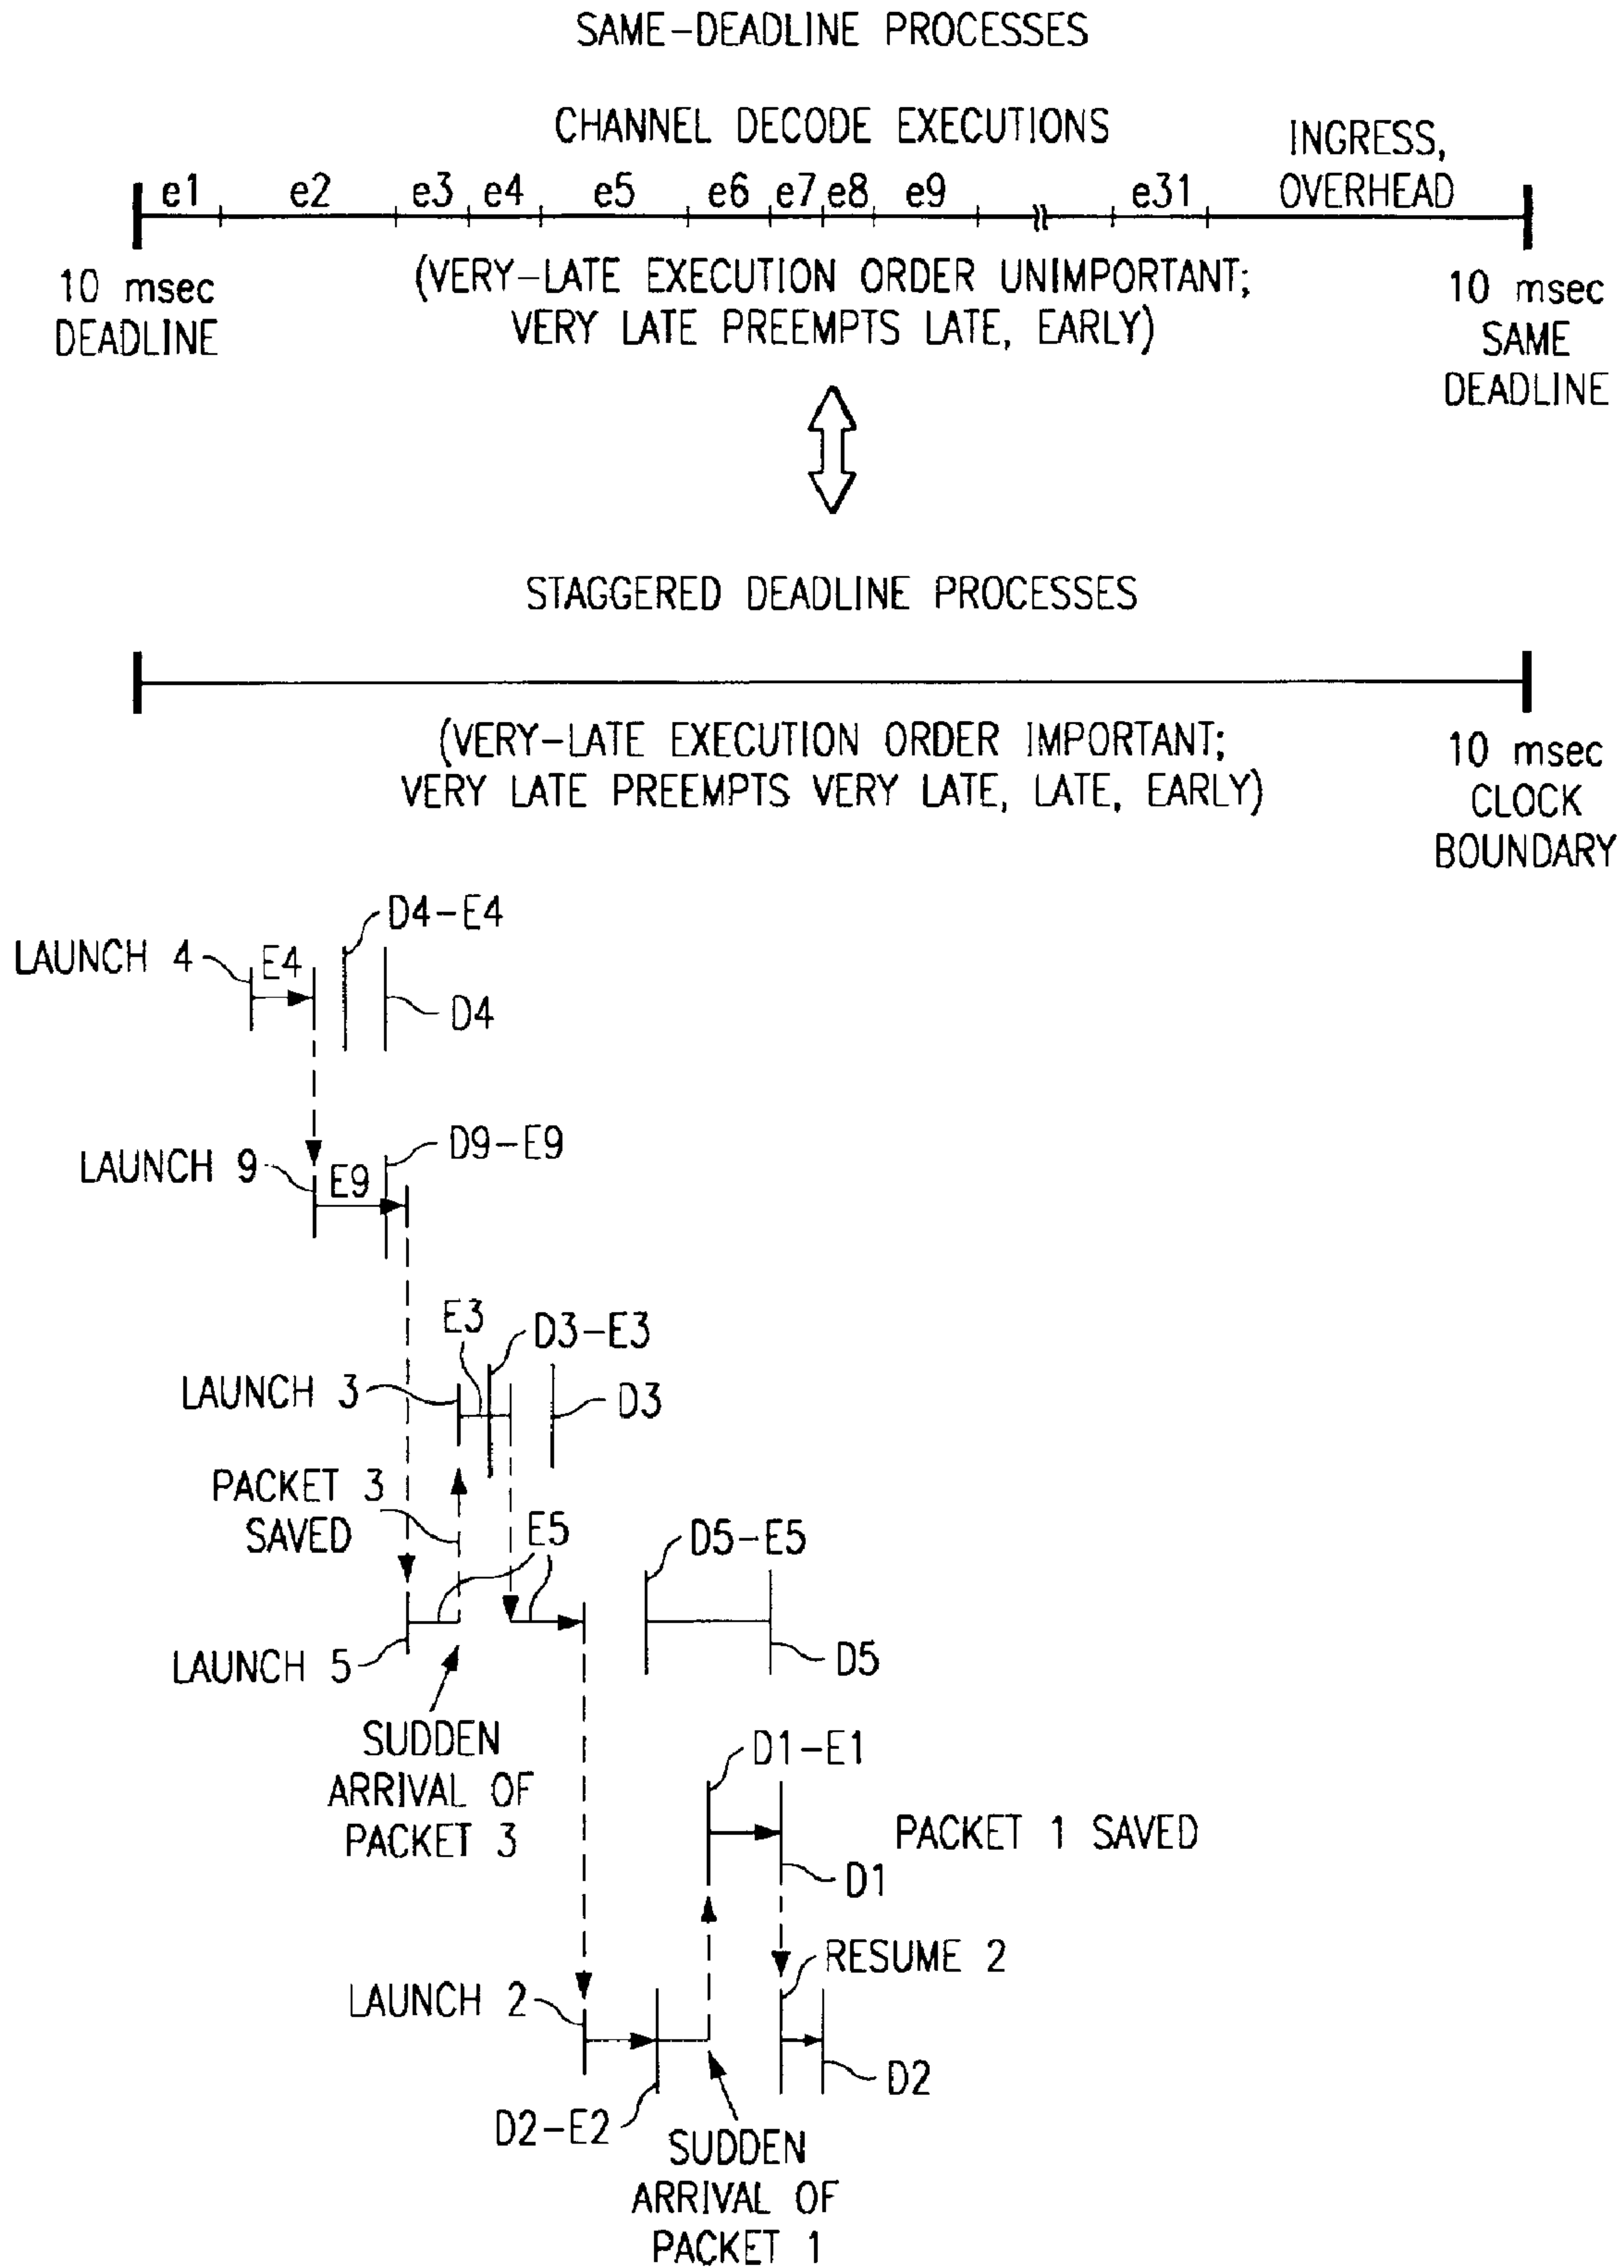 SAME-DEADLINE PROCESSES
CHANNEL DECODE EXECUTIONS
INGRESS,
OVERHEAD
e1 e2 e3 e4 e5 e6 e7 e8 e9 e31
10 msec
DEADLINE
(VERY-LATE EXECUTION ORDER UNIMPORTANT;
VERY LATE PREEMPTS LATE, EARLY)
10 msec
SAME
DEADLINE
STAGGERED DEADLINE PROCESSES
(VERY-LATE EXECUTION ORDER IMPORTANT;
VERY LATE PREEMPTS VERY LATE, LATE, EARLY)
10 msec
CLOCK
BOUNDARY
D4-E4
LAUNCH 4
E4
D4
D9-E9
LAUNCH 9
E9
E3
D3-E3
LAUNCH 3
D3
PACKET 3
SAVED
E5
D5-E5
LAUNCH 5
D5
SUDDEN
ARRIVAL OF
PACKET 3
D1-E1
PACKET 1 SAVED
D1
RESUME 2
LAUNCH 2
D2
D2-E2
SUDDEN
ARRIVAL OF
PACKET 1